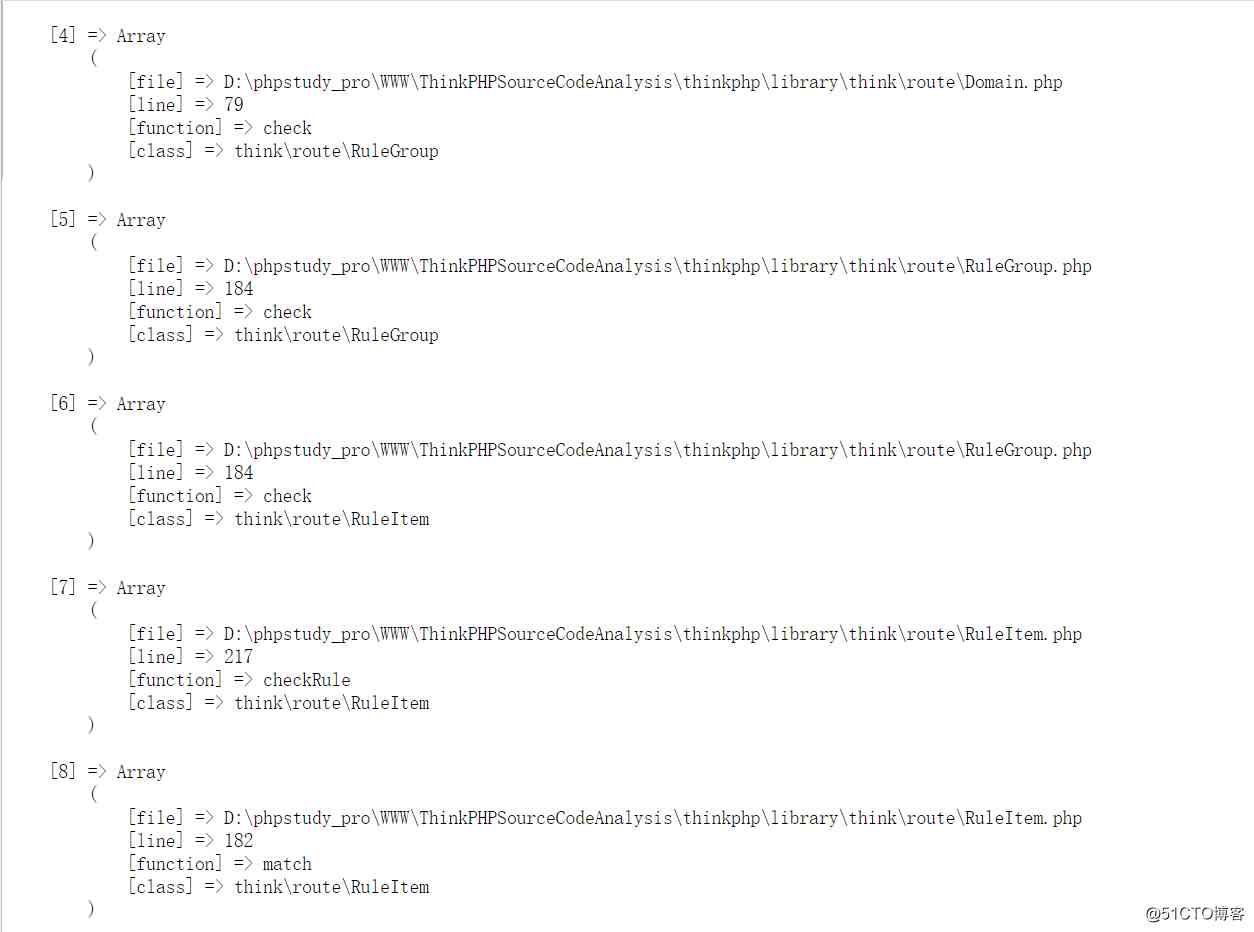 [4] => Array
(
[file] => D:\phpstudy_pro\WWW\ThinkPHPSourceCodeAnalysis\thinkphp\library\think\route\Domain.php
[line] => 79
[function] => check
[class] => think\route\RuleGroup
)
[5] => Array
(
[file] => D:\phpstudy_pro\WWW\ThinkPHPSourceCodeAnalysis\thinkphp\library\think\route\RuleGroup.php
[line] => 184
[function] => check
[class] => think\route\RuleGroup
)
[6] => Array
(
[file] => D:\phpstudy_pro\WWW\ThinkPHPSourceCodeAnalysis\thinkphp\library\think\route\RuleGroup.php
[line] => 184
[function] => check
[class] => think\route\RuleItem
)
[7] => Array
(
[file] => D:\phpstudy_pro\WWW\ThinkPHPSourceCodeAnalysis\thinkphp\library\think\route\RuleItem.php
[line] => 217
[function] => checkRule
[class] => think\route\RuleItem
)
[8] => Array
(
[file] => D:\phpstudy_pro\WWW\ThinkPHPSourceCodeAnalysis\thinkphp\library\think\route\RuleItem.php
[line] => 182
[function] => match
[class] => think\route\RuleItem
)
@51CTO博客